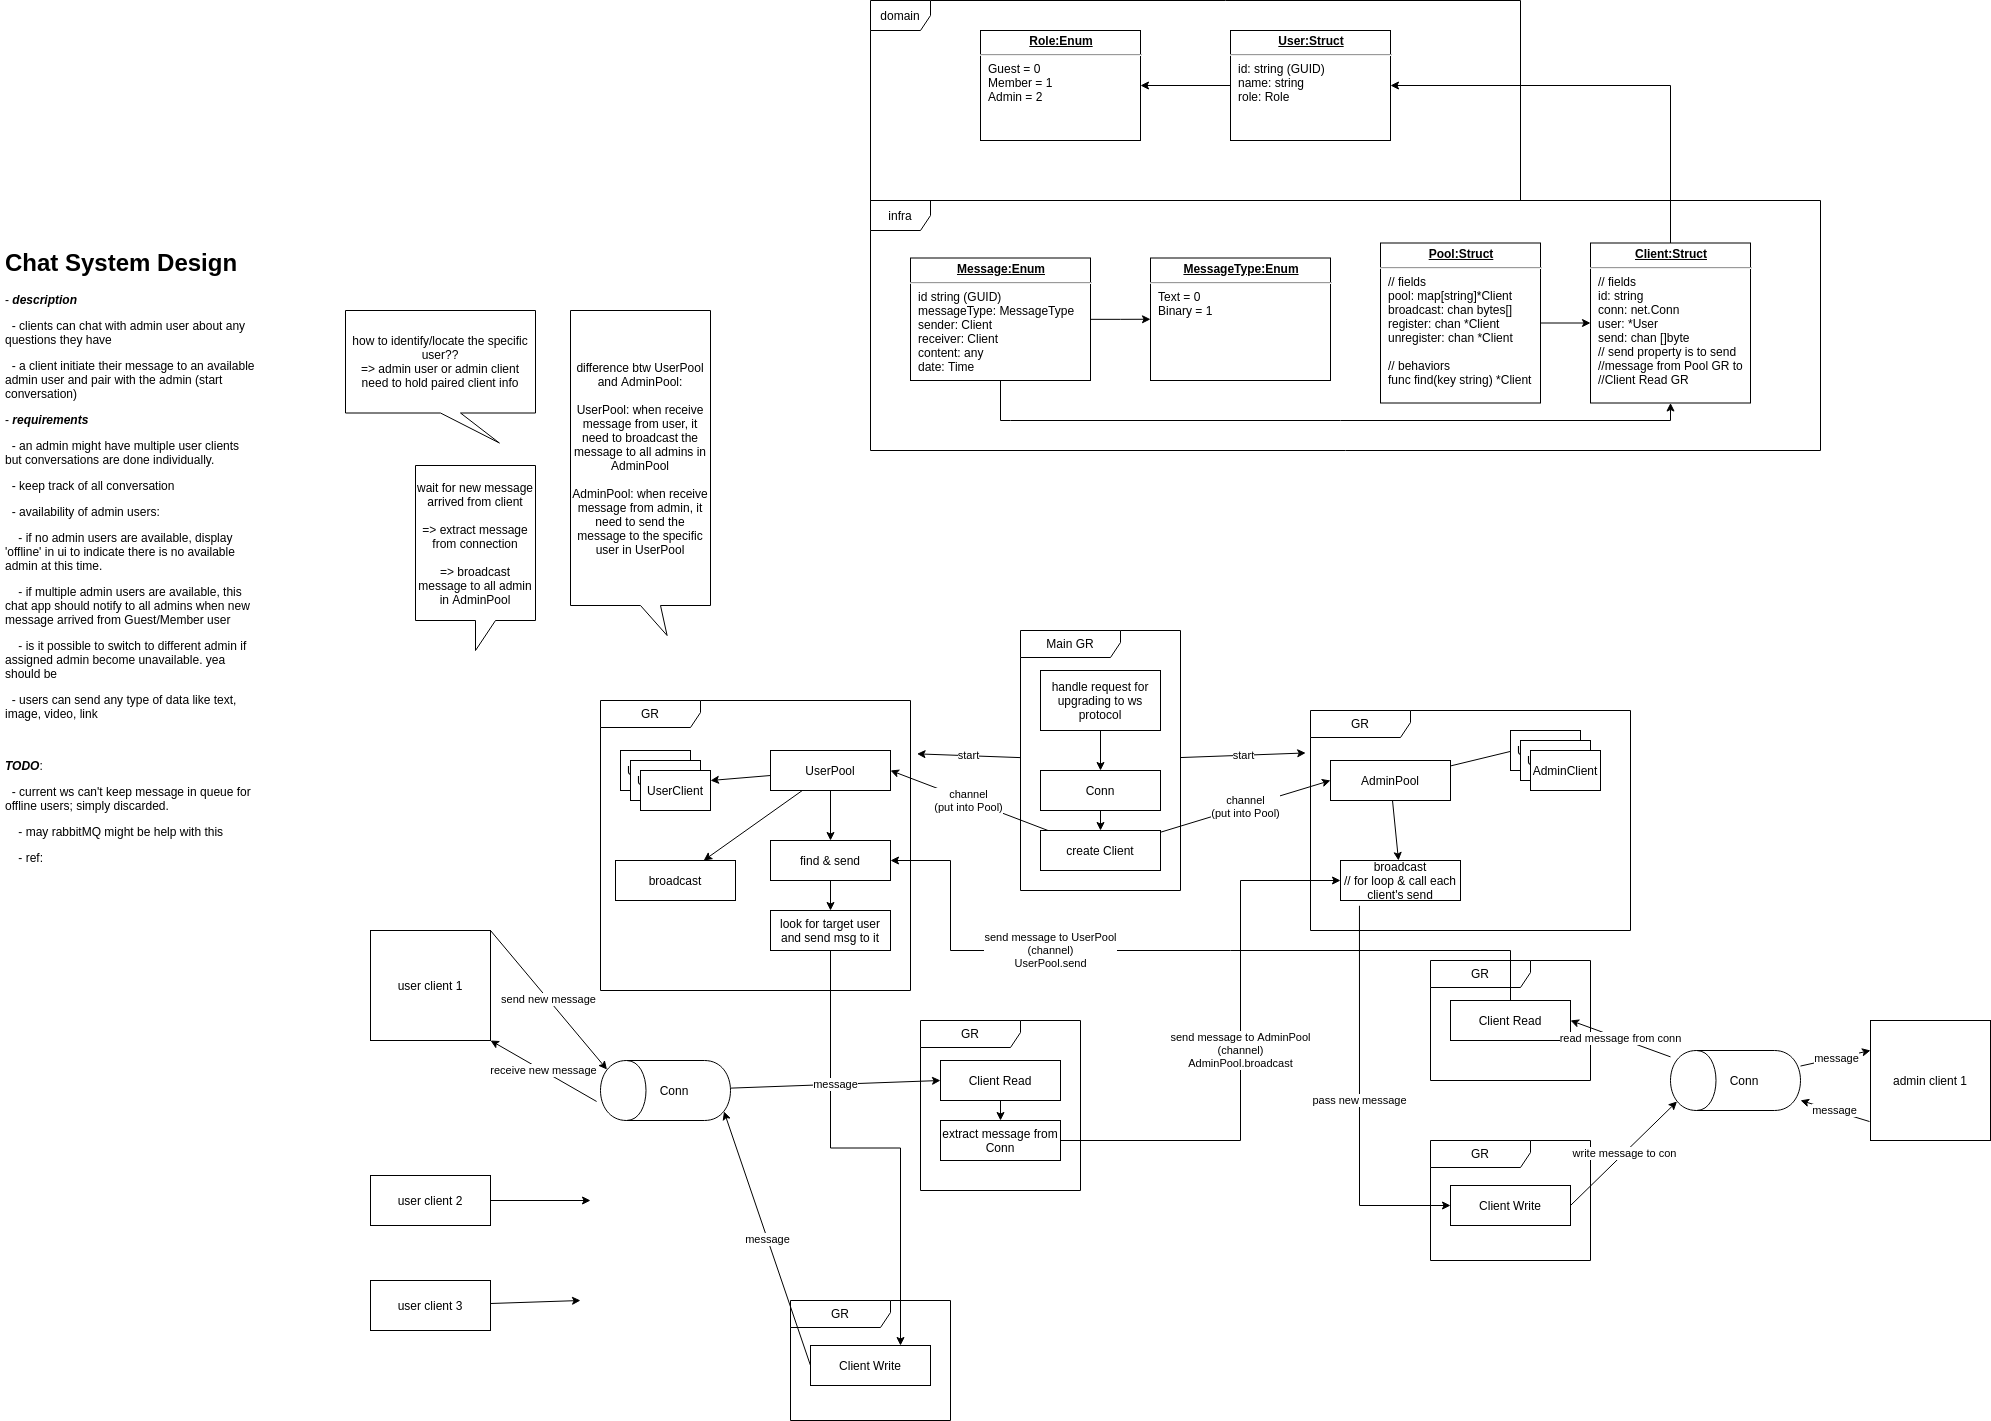 domain
Role:Enum
Guest = 0
Member = 1
Admin = 2
User:Struct
id: string (GUID)
name: string
role: Role
infra
Message:Enum
id string (GUID)
messageType: MessageType
sender: Client
receiver: Client
content: any
date: Time
MessageType:Enum
Text = 0
Binary = 1
Pool:Struct
// fields
pool: map[string]*Client
broadcast: chan bytes[]
register: chan *Client
unregister: chan *Client
// behaviors
func find(key string) *Client
Client:Struct
// fields
id: string
conn: net.Conn
user: *User
send: chan []byte
// send property is to send
//message from Pool GR to
//Client Read GR
Chat System Design
- description
- clients can chat with admin user about any
questions they have
- a client initiate their message to an available
admin user and pair with the admin (start
conversation)
- requirements
- an admin might have multiple user clients
but conversations are done individually.
- keep track of all conversation
- availability of admin users:
- if no admin users are available, display
'offline' in ui to indicate there is no available
admin at this time.
- if multiple admin users are available, this
chat app should notify to all admins when new
message arrived from Guest/Member user
- is it possible to switch to different admin if
assigned admin become unavailable. yea
should be
- users can send any type of data like text,
image, video, link
TODO:
- current ws can't keep message in queue for
offline users; simply discarded.
- may rabbitMQ might be help with this
- ref:
how to identify/locate the specific
user??
=> admin user or admin client
need to hold paired client info
wait for new message
arrived from client
=> extract message
from connection
=> broadcast
message to all admin
in AdminPool
difference btw UserPool
and AdminPool:
UserPool: when receive
message from user, it
need to broadcast the
message to all admins in
AdminPool
AdminPool: when receive
message from admin, it
need to send the
message to the specific
user in UserPool
Main GR
handle request for
upgrading to ws
protocol
Conn
create Client
start
start
channel
(put into Pool)
channel
(put into Pool)
GR
UserClient
UserPool
broadcast
find & send
look for target user
and send msg to it
GR
AdminPool
AdminClient
broadcast
// for loop & call each
client's send
send message to UserPool
(channel)
UserPool.send
user client 1
send new message
receive new message
Conn
message
GR
Client Read
extract message from
Conn
send message to AdminPool
(channel)
AdminPool.broadcast
GR
Client Read
read message from conn
Conn
message
message
admin client 1
pass new message
GR
Client Write
write message to con
user client 2
user client 3
message
GR
Client Write